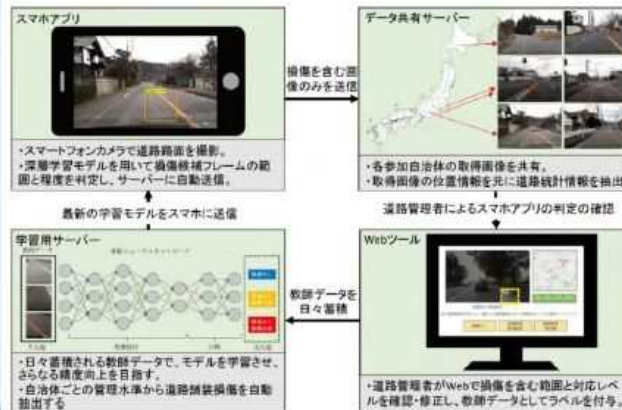 スマホアプリ
・スマートフォンカメラで道路路面を撮影。
・深層学習モデルを用いて損傷候補フレームの範
囲と程度を判定し、サーバーに自動送信。
損傷を含む画
像のみを送信
データ共有サーバー
・各参加自治体の取得画像を共有。
・取得画像の位置情報を元に道路統計情報を抽出
最新の学習モデルをスマホに送信
道路管理者によるスマホアプリの判定の確認
学習用サーバー
教師データ
・日々蓄積される教師データで、モデルを学習させ、
さらなる精度向上を目指す。
・自治体ごとの管理水準から道路舗装損傷を自動
抽出する
教師データを
日々蓄積
Webツール
・道路管理者がWebで損傷を含む範囲と対応レベ
ルを確認・修正し、教師データとしてラベルを付与。